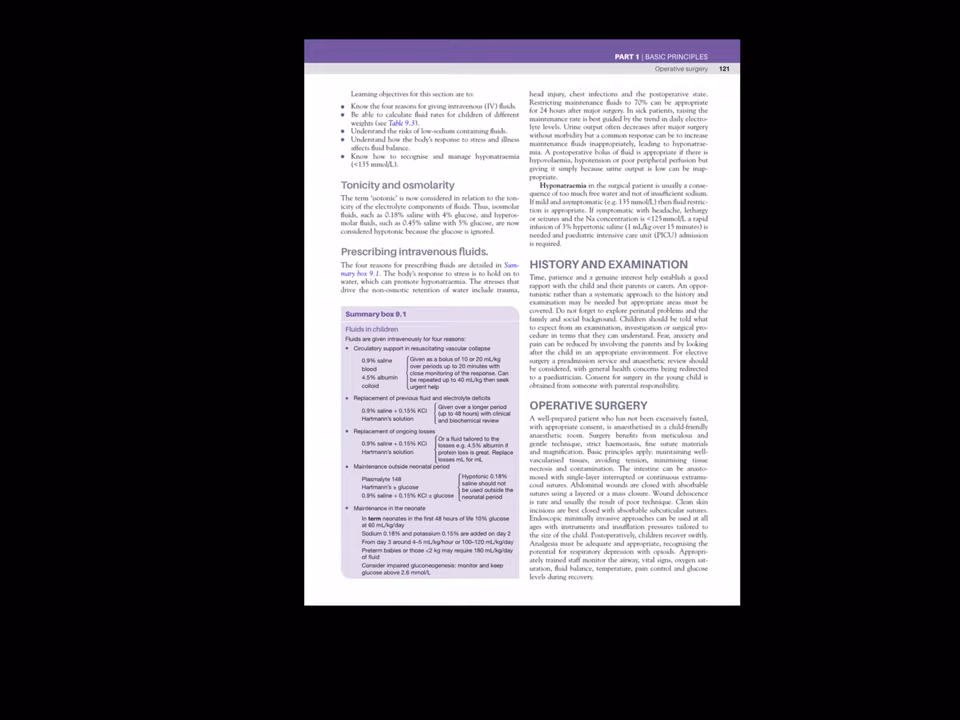 PART 1 | BASIC PRINCIPLES
Operative surgery 121
Learning objectives for this section are to:
• Know the four reasons for giving intravenous (IV) fluids.
• Be able to calculate fluid rates for children of different
weights (see Table 9.3).
• Understand the risks of low-sodium containing fluids.
• Understand how the body's response to stress and illness
affects fluid balance.
• Know how to recognise and manage hyponatraemia
(<135 mmol/L).
Tonicity and osmolarity
The term 'isotonic' is now considered in relation to the ton-
icity of the electrolyte components of fluids. Thus, isosmolar
fluids, such as 0.18% saline with 4% glucose, and hyperos-
molar fluids, such as 0.45% saline with 5% glucose, are now
considered hypotonic because the glucose is ignored.
Prescribing intravenous fluids.
The four reasons for prescribing fluids are detailed in Sum-
mary box 9.1. The body's response to stress is to hold on to
water, which can promote hyponatraemia. The stresses that
drive the non-osmotic retention of water include trauma,
Summary box 9.1
Fluids in children
Fluids are given intravenously for four reasons:
• Circulatory support in resuscitating vascular collapse
0.9% saline
blood
4.5% albumin
colloid
Given as a bolus of 10 or 20 mL/kg
over periods up to 20 minutes with
close monitoring of the response. Can
be repeated up to 40 mL/kg then seek
urgent help
• Replacement of previous fluid and electrolyte deficits
0.9% saline + 0.15% KCl
Hartmann's solution
Given over a longer period
(up to 48 hours) with clinical
and biochemical review
• Replacement of ongoing losses
0.9% saline + 0.15% KCl
Hartmann's solution
Or a fluid tailored to the
losses e.g. 4.5% albumin if
protein loss is great. Replace
losses mL for mL
• Maintenance outside neonatal period
Plasmalyte 148
Hartmann's ± glucose
0.9% saline + 0.15% KCl ± glucose
Hypotonic 0.18%
saline should not
be used outside the
neonatal period
• Maintenance in the neonate
In term neonates in the first 48 hours of life 10% glucose
at 60 mL/kg/day
Sodium 0.18% and potassium 0.15% are added on day 2
From day 3 around 4–5 mL/kg/hour or 100–120 mL/kg/day
Preterm babies or those <2 kg may require 180 mL/kg/day
of fluid
Consider impaired gluconeogenesis: monitor and keep
glucose above 2.6 mmol/L
head injury, chest infections and the postoperative state.
Restricting maintenance fluids to 70% can be appropriate
for 24 hours after major surgery. In sick patients, raising the
maintenance rate is best guided by the trend in daily electro-
lyte levels. Urine output often decreases after major surgery
without morbidity but a common response can be to increase
maintenance fluids inappropriately, leading to hyponatrae-
mia. A postoperative bolus of fluid is appropriate if there is
hypovolaemia, hypotension or poor peripheral perfusion but
giving it simply because urine output is low can be inap-
propriate.
Hyponatraemia in the surgical patient is usually a conse-
quence of too much free water and not of insufficient sodium.
If mild and asymptomatic (e.g. 135 mmol/L) then fluid restric-
tion is appropriate. If symptomatic with headache, lethargy
or seizures and the Na concentration is <125 mmol/L, a rapid
infusion of 3% hypertonic saline (1 mL/kg over 15 minutes) is
needed and paediatric intensive care unit (PICU) admission
is required.
HISTORY AND EXAMINATION
Time, patience and a genuine interest help establish a good
rapport with the child and their parents or carers. An oppor-
tunistic rather than a systematic approach to the history and
examination may be needed but appropriate areas must be
covered. Do not forget to explore perinatal problems and the
family and social background. Children should be told what
to expect from an examination, investigation or surgical pro-
cedure in terms that they can understand. Fear, anxiety and
pain can be reduced by involving the parents and by looking
after the child in an appropriate environment. For elective
surgery a preadmission service and anaesthetic review should
be considered, with general health concerns being redirected
to a paediatrician. Consent for surgery in the young child is
obtained from someone with parental responsibility.
OPERATIVE SURGERY
A well-prepared patient who has not been excessively fasted,
with appropriate consent, is anaesthetised in a child-friendly
anaesthetic room. Surgery benefits from meticulous and
gentle technique, strict haemostasis, fine suture materials
and magnification. Basic principles apply: maintaining well-
vascularised tissues, avoiding tension, minimising tissue
necrosis and contamination. The intestine can be anasto-
mosed with single-layer interrupted or continuous extramu-
cosal sutures. Abdominal wounds are closed with absorbable
sutures using a layered or a mass closure. Wound dehiscence
is rare and usually the result of poor technique. Clean skin
incisions are best closed with absorbable subcuticular sutures.
Endoscopic minimally invasive approaches can be used at all
ages with instruments and insufflation pressures tailored to
the size of the child. Postoperatively, children recover swiftly.
Analgesia must be adequate and appropriate, recognising the
potential for respiratory depression with opioids. Appropri-
ately trained staff monitor the airway, vital signs, oxygen sat-
uration, fluid balance, temperature, pain control and glucose
levels during recovery.